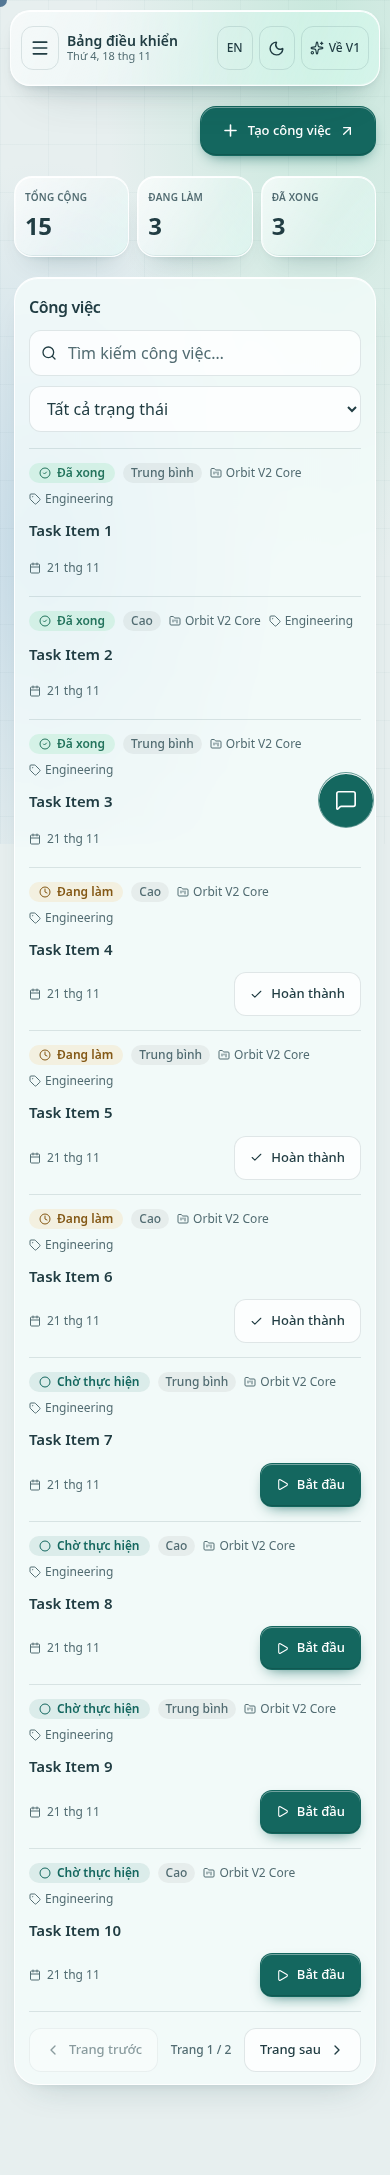 Bảng điều khiển
Thứ 4, 18 thg 11
EN
Về V1
Tạo công việc
TỔNG CỘNG
15
ĐANG LÀM
3
ĐÃ XONG
3
Công việc
Tìm kiếm công việc...
Tất cả trạng thái
Đã xong Trung bình Orbit V2 Core
Engineering
Task Item 1
21 thg 11
Đã xong Cao Orbit V2 Core Engineering
Task Item 2
21 thg 11
Đã xong Trung bình Orbit V2 Core
Engineering
Task Item 3
21 thg 11
Đang làm Cao Orbit V2 Core
Engineering
Task Item 4
21 thg 11 Hoàn thành
Đang làm Trung bình Orbit V2 Core
Engineering
Task Item 5
21 thg 11 Hoàn thành
Đang làm Cao Orbit V2 Core
Engineering
Task Item 6
21 thg 11 Hoàn thành
Chờ thực hiện Trung bình Orbit V2 Core
Engineering
Task Item 7
21 thg 11 Bắt đầu
Chờ thực hiện Cao Orbit V2 Core
Engineering
Task Item 8
21 thg 11 Bắt đầu
Chờ thực hiện Trung bình Orbit V2 Core
Engineering
Task Item 9
21 thg 11 Bắt đầu
Chờ thực hiện Cao Orbit V2 Core
Engineering
Task Item 10
21 thg 11 Bắt đầu
Trang trước Trang 1 / 2 Trang sau